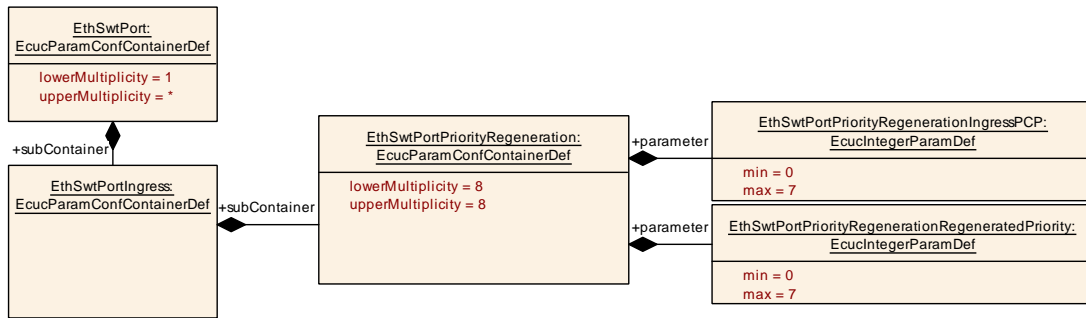 EthSwtPort:
EcucParamConfContainerDef
lowerMultiplicity = 1
upperMultiplicity = *
+subContainer
EthSwtPortIngress:
EcucParamConfContainerDef
+subContainer
EthSwtPortPriorityRegeneration:
EcucParamConfContainerDef
lowerMultiplicity = 8
upperMultiplicity = 8
+parameter
EthSwtPortPriorityRegenerationIngressPCP:
EcucIntegerParamDef
min = 0
max = 7
+parameter
EthSwtPortPriorityRegenerationRegneratedPriority:
EcucIntegerParamDef
min = 0
max = 7